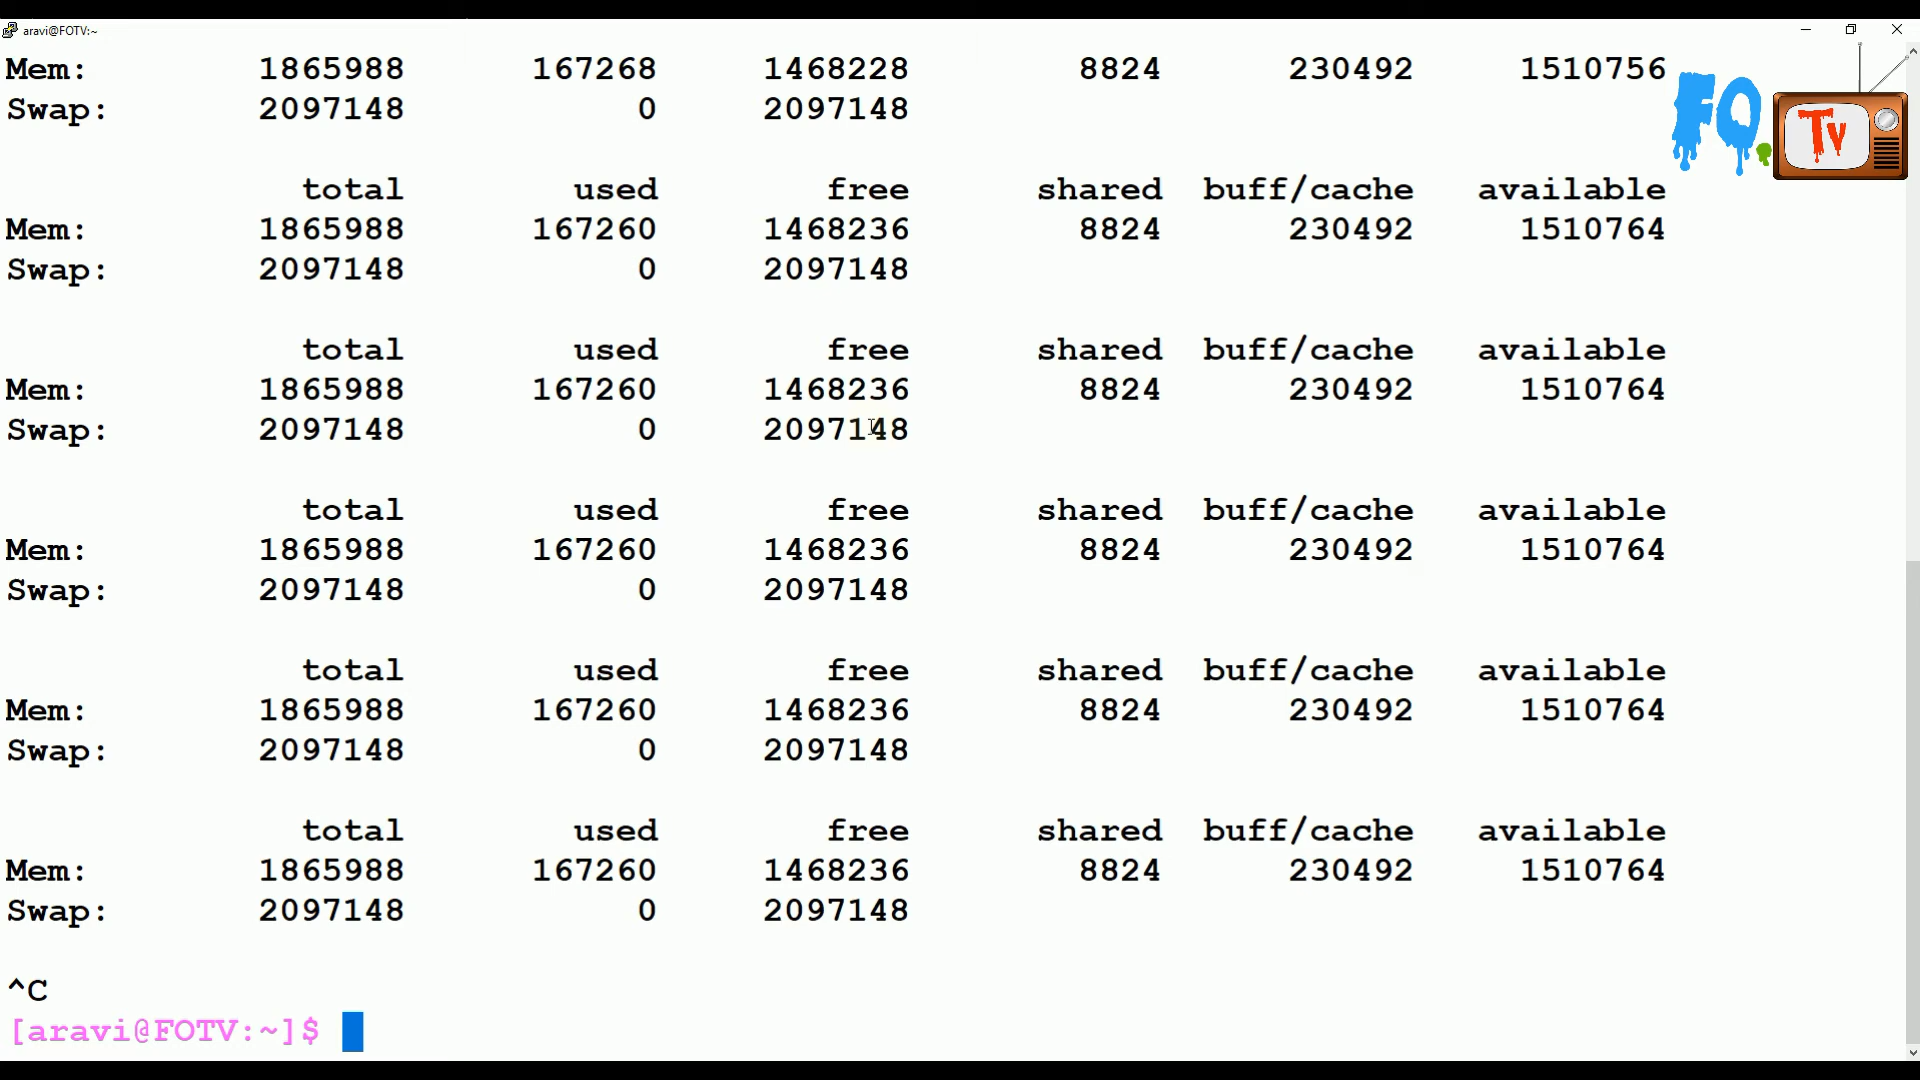 aravi@FOTV:~
Mem: 1865988 167268 1468228 8824 230492 1510756
Swap: 2097148 0 2097148
FO.
Tv
total used free shared buff/cache available
Mem: 1865988 167260 1468236 8824 230492 1510764
Swap: 2097148 0 2097148
total used free shared buff/cache available
Mem: 1865988 167260 1468236 8824 230492 1510764
Swap: 2097148 0 2097148
total used free shared buff/cache available
Mem: 1865988 167260 1468236 8824 230492 1510764
Swap: 2097148 0 2097148
total used free shared buff/cache available
Mem: 1865988 167260 1468236 8824 230492 1510764
Swap: 2097148 0 2097148
total used free shared buff/cache available
Mem: 1865988 167260 1468236 8824 230492 1510764
Swap: 2097148 0 2097148
^C
[aravi@FOTV:~]$